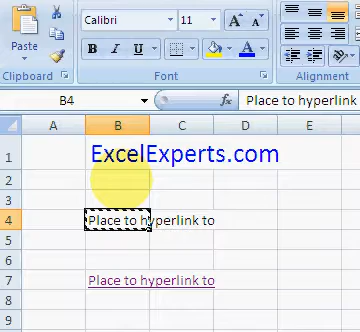 Calibri 11
Paste
B I U
Clipboard Font Alignment
B4 fx Place to hyperlink
A B C D E
1 ExcelExperts.com
2
3
4 Place to hyperlink to
5
6
7 Place to hyperlink to
8
9